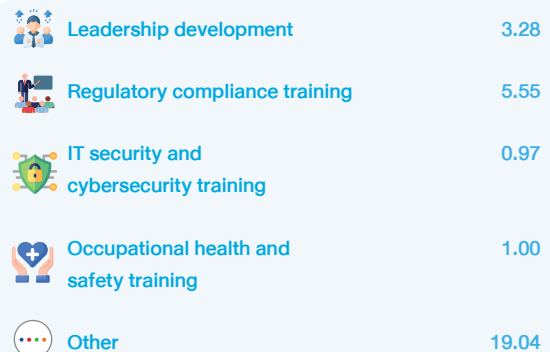 Leadership development 3.28
Regulatory compliance training 5.55
IT security and 0.97
cybersecurity training
Occupational health and 1.00
safety training
Other 19.04